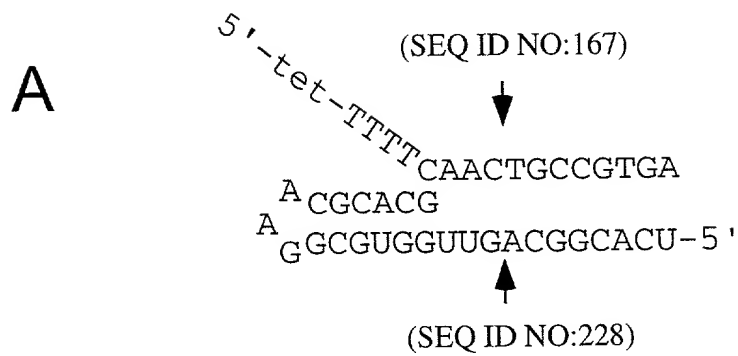 A
(SEQ ID NO:167)
5'-tet-TTTTCAACTGCCGTGA
ACGCACG
AGGCGUGGUUGACGGCACU-5'
(SEQ ID NO:228)